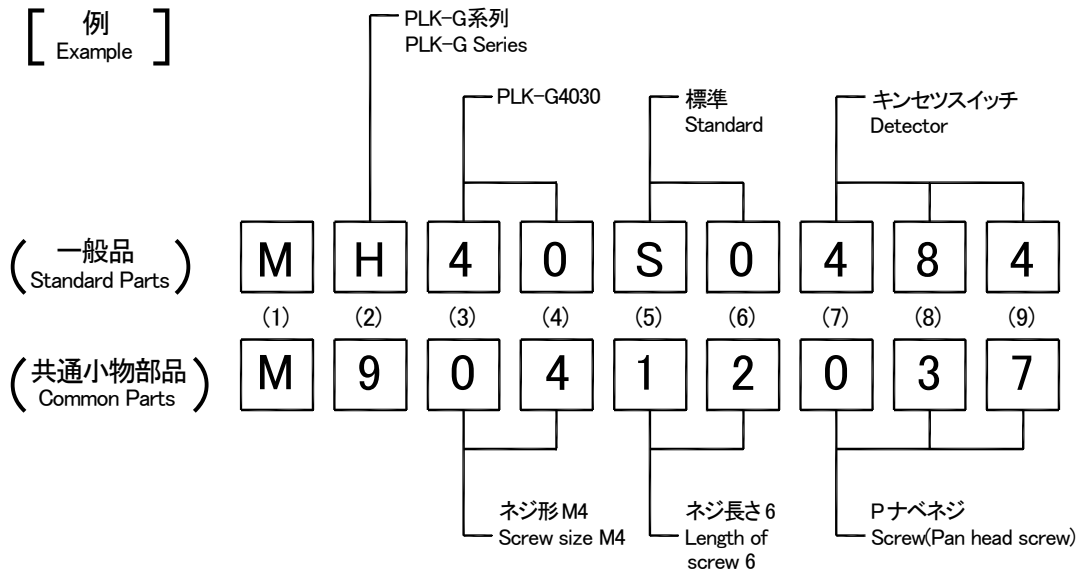 [ 例 ]
Example
PLK-G系列
PLK-G Series
PLK-G4030
標準
Standard
キンセツスイッチ
Detector
(一般品)
Standard Parts
M H 4 0 S 0 4 8 4
(1) (2) (3) (4) (5) (6) (7) (8) (9)
(共通小物部品)
Common Parts
M 9 0 4 1 2 0 3 7
ネジ形 M4
Screw size M4
ネジ長さ 6
Length of
screw 6
P ナベネジ
Screw(Pan head screw)